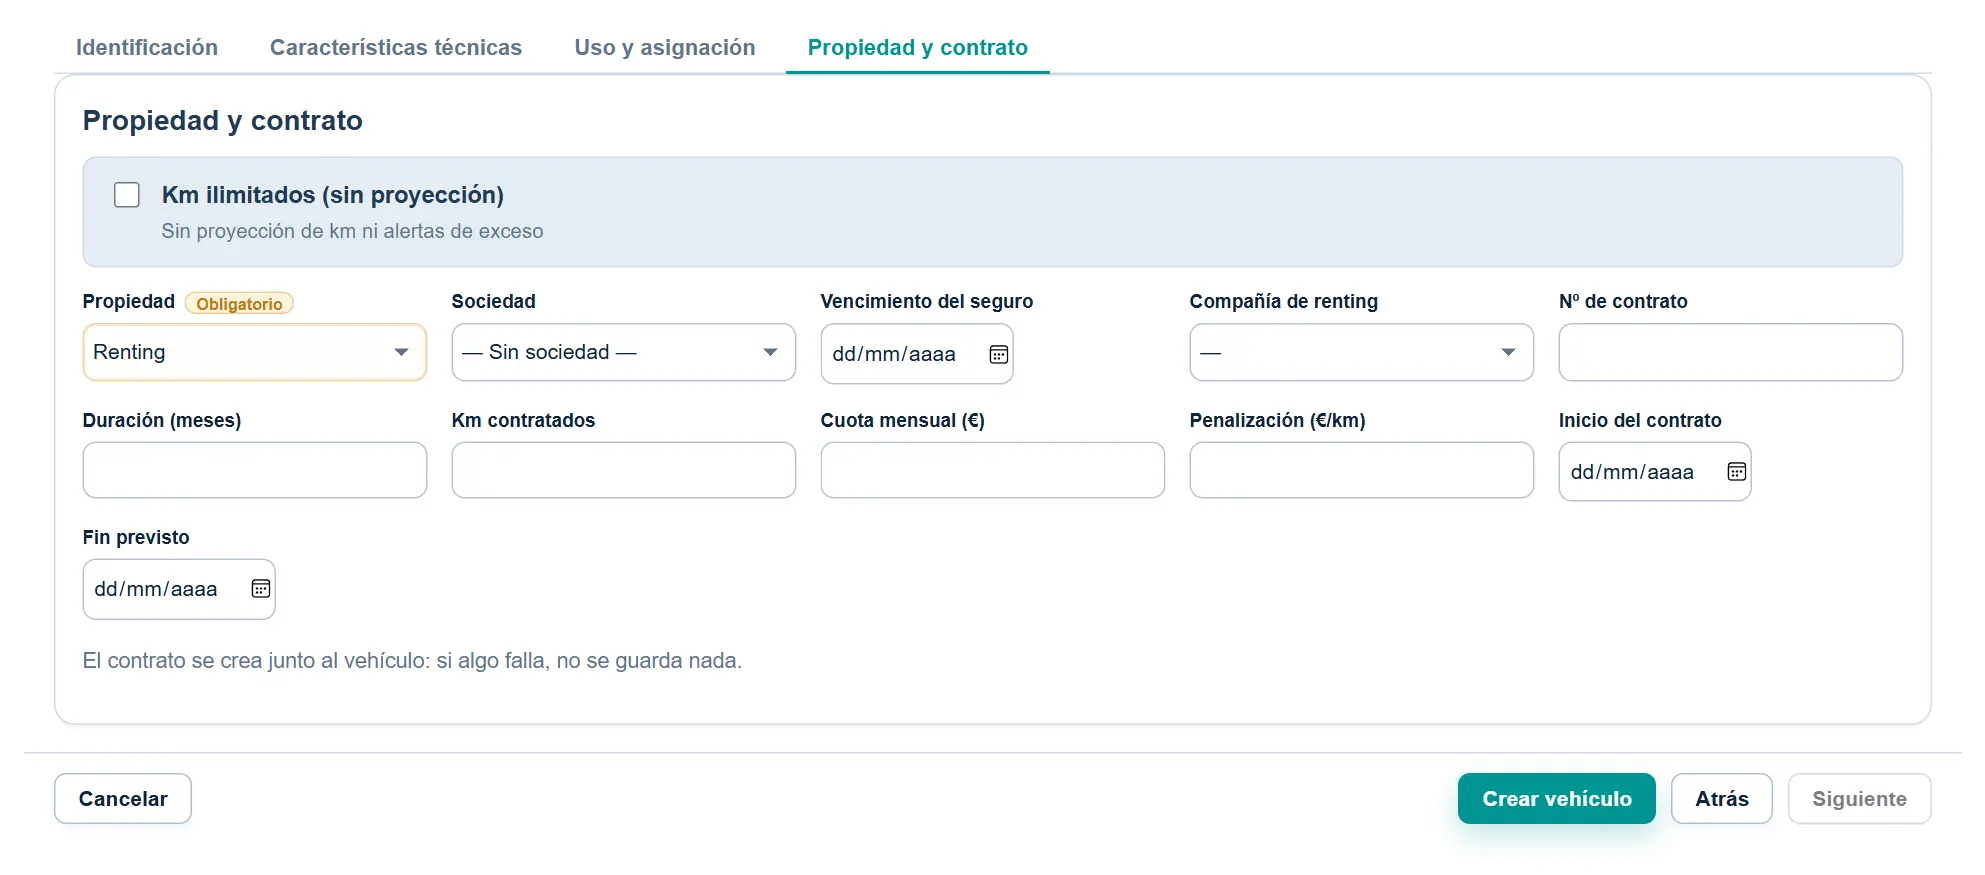 Identificación Características técnicas Uso y asignación Propiedad y contrato
Propiedad y contrato
Km ilimitados (sin proyección)
Sin proyección de km ni alertas de exceso
Propiedad Obligatorio Sociedad Vencimiento del seguro Compañía de renting Nº de contrato
Renting — Sin sociedad — dd/mm/aaaa —
Duración (meses) Km contratados Cuota mensual (€) Penalización (€/km) Inicio del contrato
dd/mm/aaaa
Fin previsto
dd/mm/aaaa
El contrato se crea junto al vehículo: si algo falla, no se guarda nada.
Cancelar Crear vehículo Atrás Siguiente